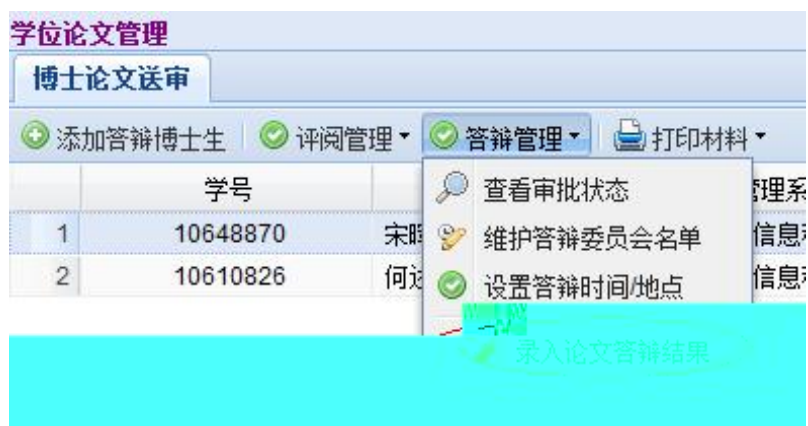 学位论文管理
博士论文送审
添加答辩博士生 评阅管理 答辩管理 打印材料
学号 管理系
1 10648870 宋 信息
2 10610826 何 信息
查看审批状态
维护答辩委员会名单
设置答辩时间/地点
录入论文答辩结果